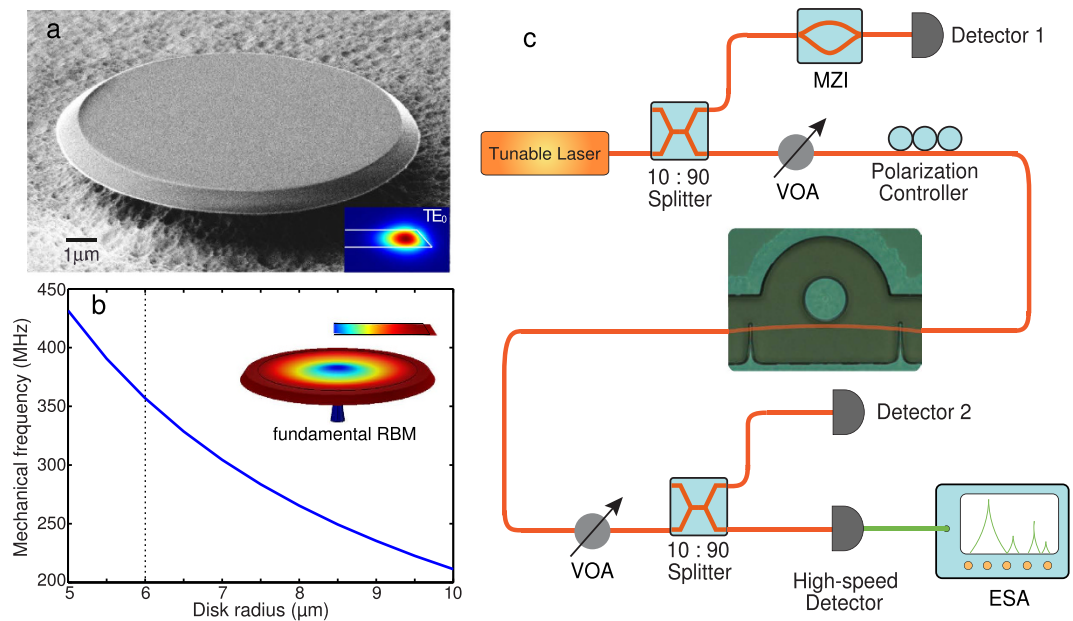 a
TE0
1μm
b
450
400
350
300
250
200
Mechanical frequency (MHz)
fundamental RBM
5
6
7
8
9
10
Disk radius (μm)
c
Detector 1
MZI
Tunable Laser
10 : 90
Splitter
VOA
Polarization
Controller
Detector 2
VOA
10 : 90
Splitter
High-speed
Detector
ESA